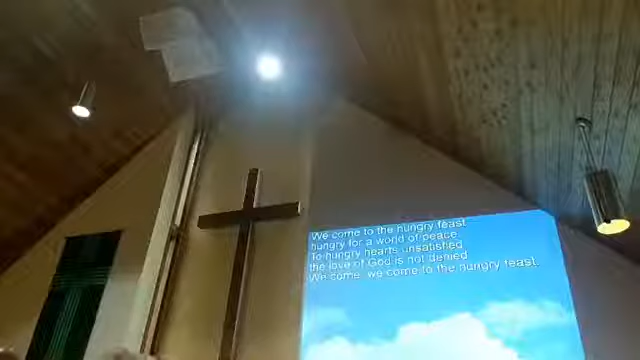 We come to the hungry feast
hungry for a world of peace.
To hungry hearts unsatisfied
the love of God is not denied.
We come, we come to the hungry feast.